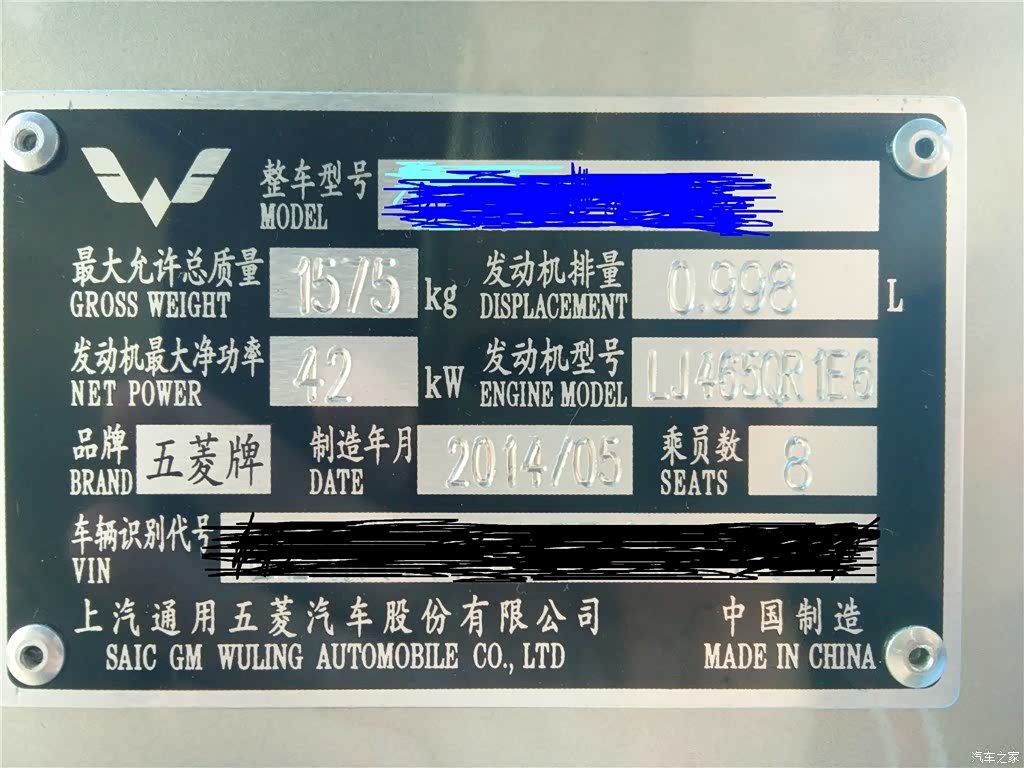 整车型号
MODEL
最大允许总质量 1575 kg 发动机排量 0.998 L
GROSS WEIGHT DISPLACEMENT
发动机最大净功率 42 kW 发动机型号 LJ465QR1E6
NET POWER ENGINE MODEL
品牌 五菱牌 制造年月 2014/05 乘员数 8
BRAND DATE SEATS
车辆识别代号
VIN
上汽通用五菱汽车股份有限公司 中国制造
SAIC GM WULING AUTOMOBILE CO., LTD MADE IN CHINA
汽车之家